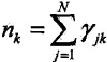 n_k = \sum_{j=1}^{N} \gamma_{jk}